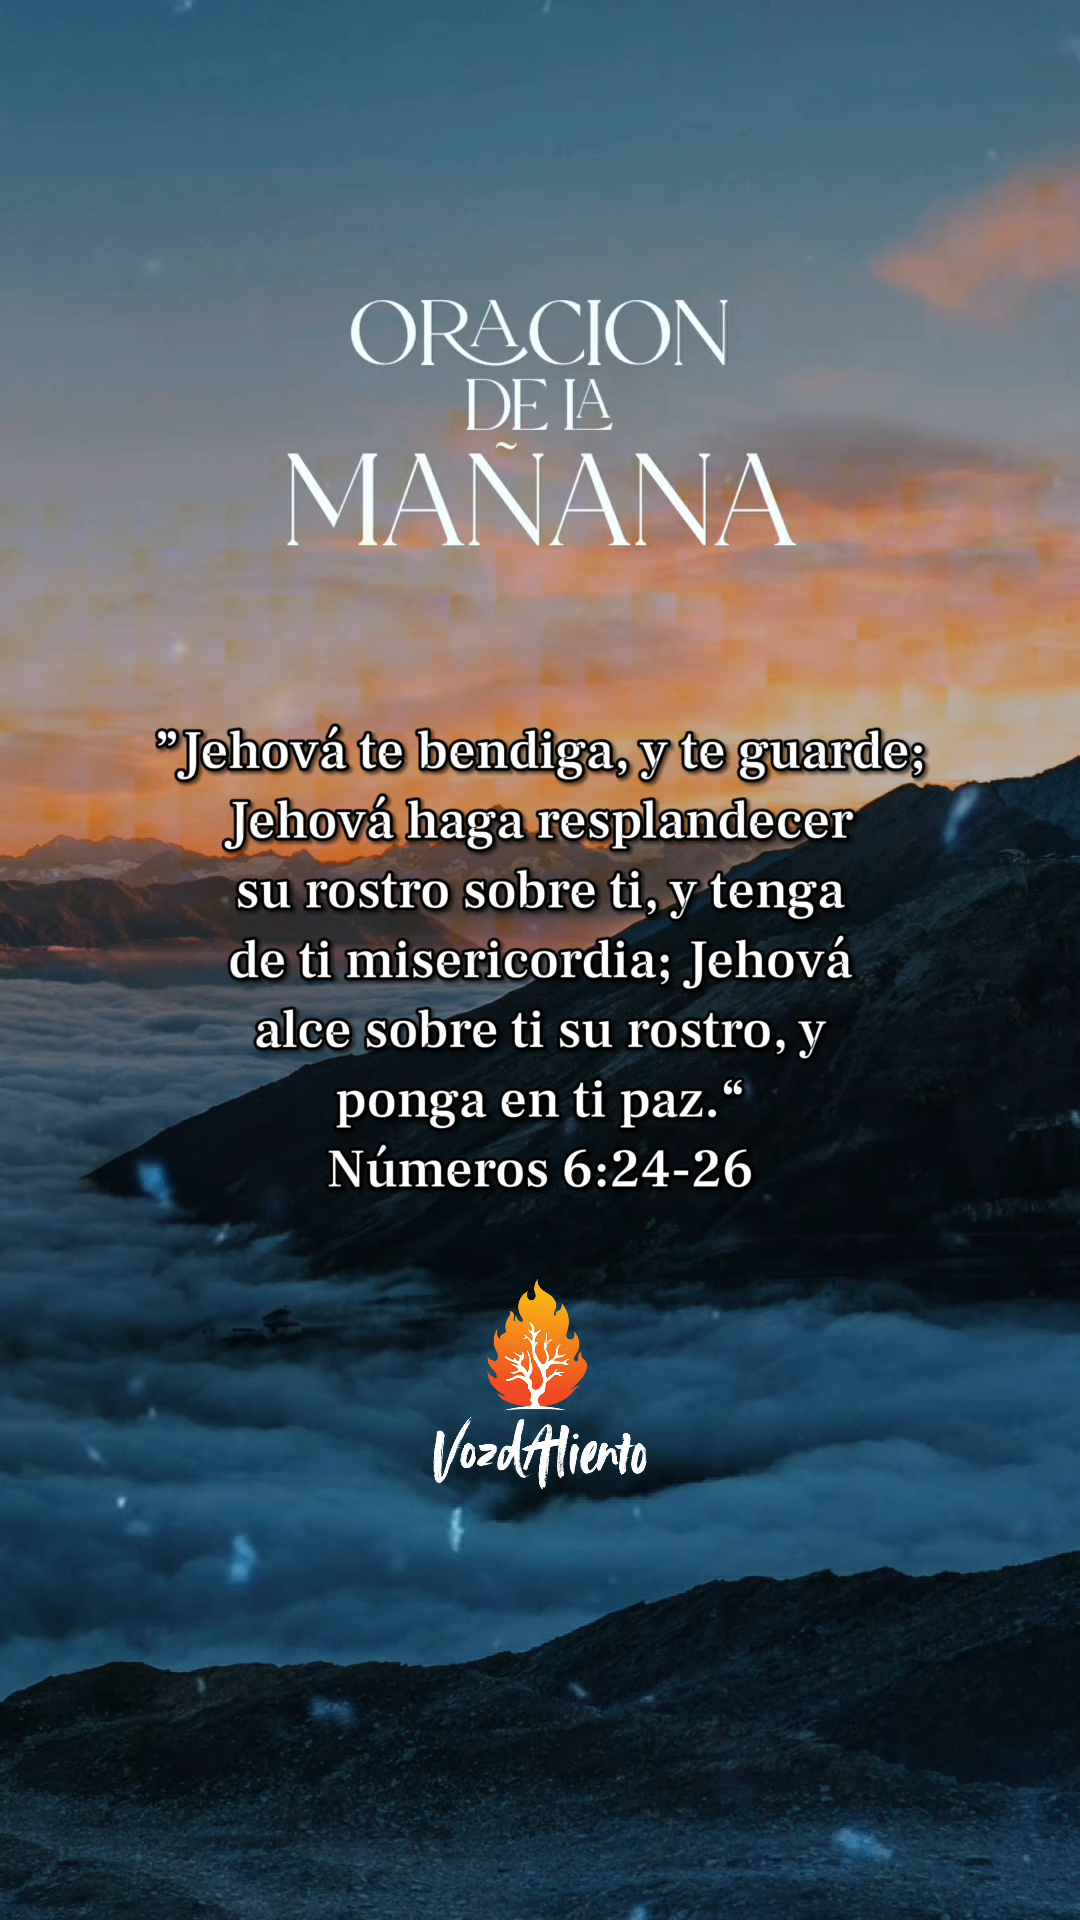 ORACION
DE LA
MAÑANA
”Jehová te bendiga, y te guarde;
Jehová haga resplandecer
su rostro sobre ti, y tenga
de ti misericordia; Jehová
alce sobre ti su rostro, y
ponga en ti paz.“
Números 6:24-26
VozdAliento